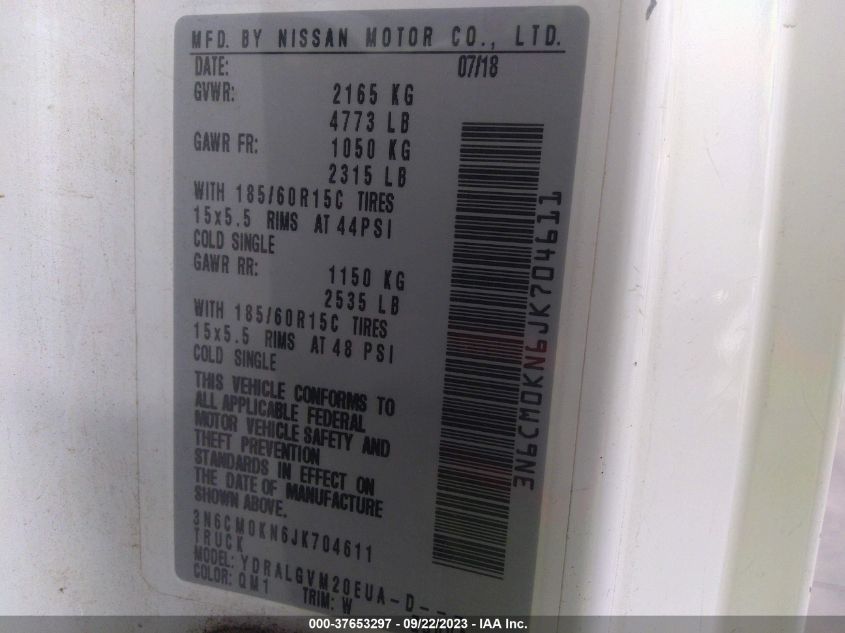 MFD. BY NISSAN MOTOR CO., LTD.
DATE: 07/18
GVWR: 2165 KG
4773 LB
GAWR FR: 1050 KG
2315 LB
WITH 185/60R15C TIRES
15x5.5 RIMS AT 44PSI
COLD SINGLE
GAWR RR: 1150 KG
2535 LB
WITH 185/60R15C TIRES
15x5.5 RIMS AT 48 PSI
COLD SINGLE
THIS VEHICLE CONFORMS TO
ALL APPLICABLE FEDERAL
MOTOR VEHICLE SAFETY AND
THEFT PREVENTION
STANDARDS IN EFFECT ON
THE DATE OF MANUFACTURE
SHOWN ABOVE.
3N6CM0KN6JK704611
TRUCK
MODEL: YDRALGVM20EUA-D---
COLOR: QM1 TRIM: W
3N6CM0KN6JK704611
000-37653297 - 09/22/2023 - IAA Inc.